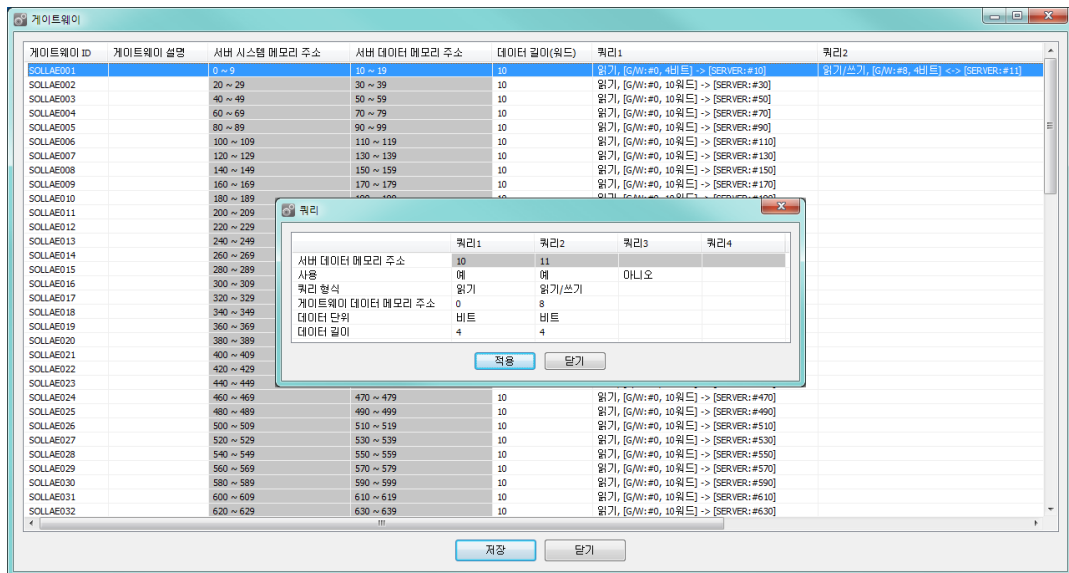 게이트웨이
게이트웨이 ID 게이트웨이 설명 서버 시스템 메모리 주소 서버 데이터 메모리 주소 데이터 길이(워드) 쿼리1 쿼리2
SOLLAE001 0 ~ 9 10 ~ 19 10 읽기, [G/W:#0, 4비트] -> [SERVER:#10] 읽기/쓰기, [G/W:#8, 4비트] <-> [SERVER:#11]
SOLLAE002 20 ~ 29 30 ~ 39 10 읽기, [G/W:#0, 10워드] -> [SERVER:#30]
SOLLAE003 40 ~ 49 50 ~ 59 10 읽기, [G/W:#0, 10워드] -> [SERVER:#50]
SOLLAE004 60 ~ 69 70 ~ 79 10 읽기, [G/W:#0, 10워드] -> [SERVER:#70]
SOLLAE005 80 ~ 89 90 ~ 99 10 읽기, [G/W:#0, 10워드] -> [SERVER:#90]
SOLLAE006 100 ~ 109 110 ~ 119 10 읽기, [G/W:#0, 10워드] -> [SERVER:#110]
SOLLAE007 120 ~ 129 130 ~ 139 10 읽기, [G/W:#0, 10워드] -> [SERVER:#130]
SOLLAE008 140 ~ 149 150 ~ 159 10 읽기, [G/W:#0, 10워드] -> [SERVER:#150]
SOLLAE009 160 ~ 169 170 ~ 179 10 읽기, [G/W:#0, 10워드] -> [SERVER:#170]
SOLLAE010 180 ~ 189
SOLLAE011 200 ~ 209
SOLLAE012 220 ~ 229
SOLLAE013 240 ~ 249
SOLLAE014 260 ~ 269
SOLLAE015 280 ~ 289
SOLLAE016 300 ~ 309
SOLLAE017 320 ~ 329
SOLLAE018 340 ~ 349
SOLLAE019 360 ~ 369
SOLLAE020 380 ~ 389
SOLLAE021 400 ~ 409
SOLLAE022 420 ~ 429
SOLLAE023 440 ~ 449
SOLLAE024 460 ~ 469 470 ~ 479 10 읽기, [G/W:#0, 10워드] -> [SERVER:#470]
SOLLAE025 480 ~ 489 490 ~ 499 10 읽기, [G/W:#0, 10워드] -> [SERVER:#490]
SOLLAE026 500 ~ 509 510 ~ 519 10 읽기, [G/W:#0, 10워드] -> [SERVER:#510]
SOLLAE027 520 ~ 529 530 ~ 539 10 읽기, [G/W:#0, 10워드] -> [SERVER:#530]
SOLLAE028 540 ~ 549 550 ~ 559 10 읽기, [G/W:#0, 10워드] -> [SERVER:#550]
SOLLAE029 560 ~ 569 570 ~ 579 10 읽기, [G/W:#0, 10워드] -> [SERVER:#570]
SOLLAE030 580 ~ 589 590 ~ 599 10 읽기, [G/W:#0, 10워드] -> [SERVER:#590]
SOLLAE031 600 ~ 609 610 ~ 619 10 읽기, [G/W:#0, 10워드] -> [SERVER:#610]
SOLLAE032 620 ~ 629 630 ~ 639 10 읽기, [G/W:#0, 10워드] -> [SERVER:#630]
쿼리
쿼리1 쿼리2 쿼리3 쿼리4
서버 데이터 메모리 주소 10 11
사용 예 예 아니오
쿼리 형식 읽기 읽기/쓰기
게이트웨이 데이터 메모리 주소 0 8
데이터 단위 비트 비트
데이터 길이 4 4
적용 닫기
저장 닫기